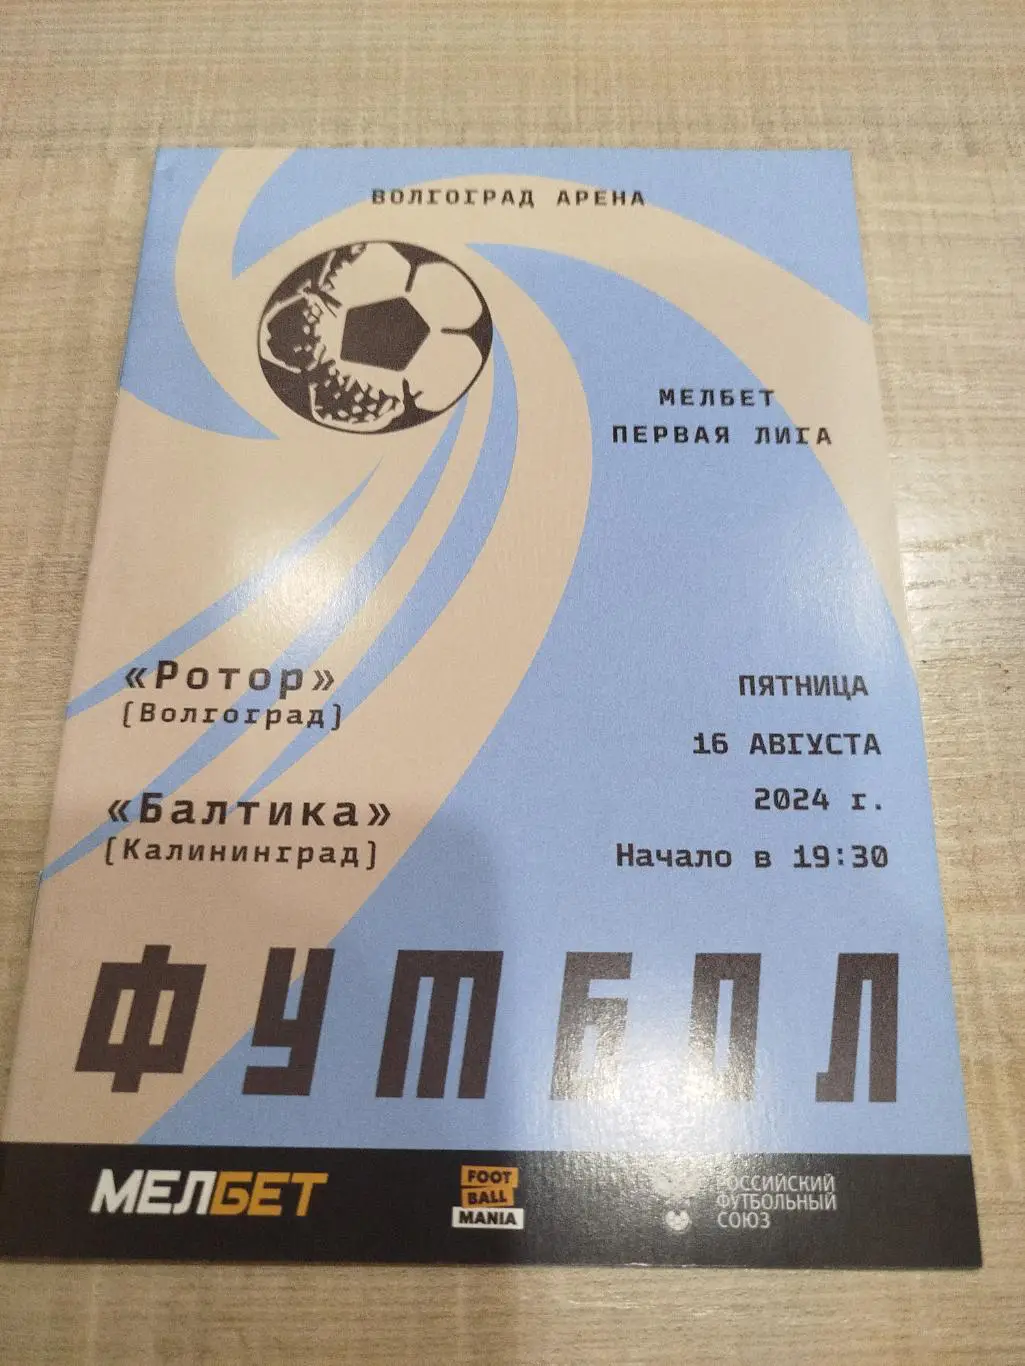 ВОЛГОГРАД АРЕНА
МЕЛБЕТ
ПЕРВАЯ ЛИГА
«Ротор»
(Волгоград)
«Балтика»
(Калининград)
ПЯТНИЦА
16 АВГУСТА
2024 г.
Начало в 19:30
ФУТБОЛ
МЕЛБЕТ
FOOT
BALL
MANIA
РОССИЙСКИЙ
ФУТБОЛЬНЫЙ
СОЮЗ